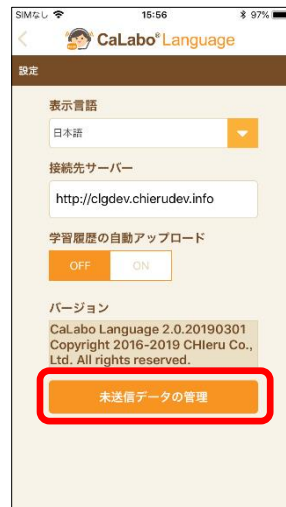 SIMなし 15:56 97%
CaLabo® Language
設定
表示言語
日本語
接続先サーバー
http://clgdev.chierudev.info
学習履歴の自動アップロード
OFF ON
バージョン
CaLabo Language 2.0.20190301
Copyright 2016-2019 CHIeru Co.,
Ltd. All rights reserved.
未送信データの管理